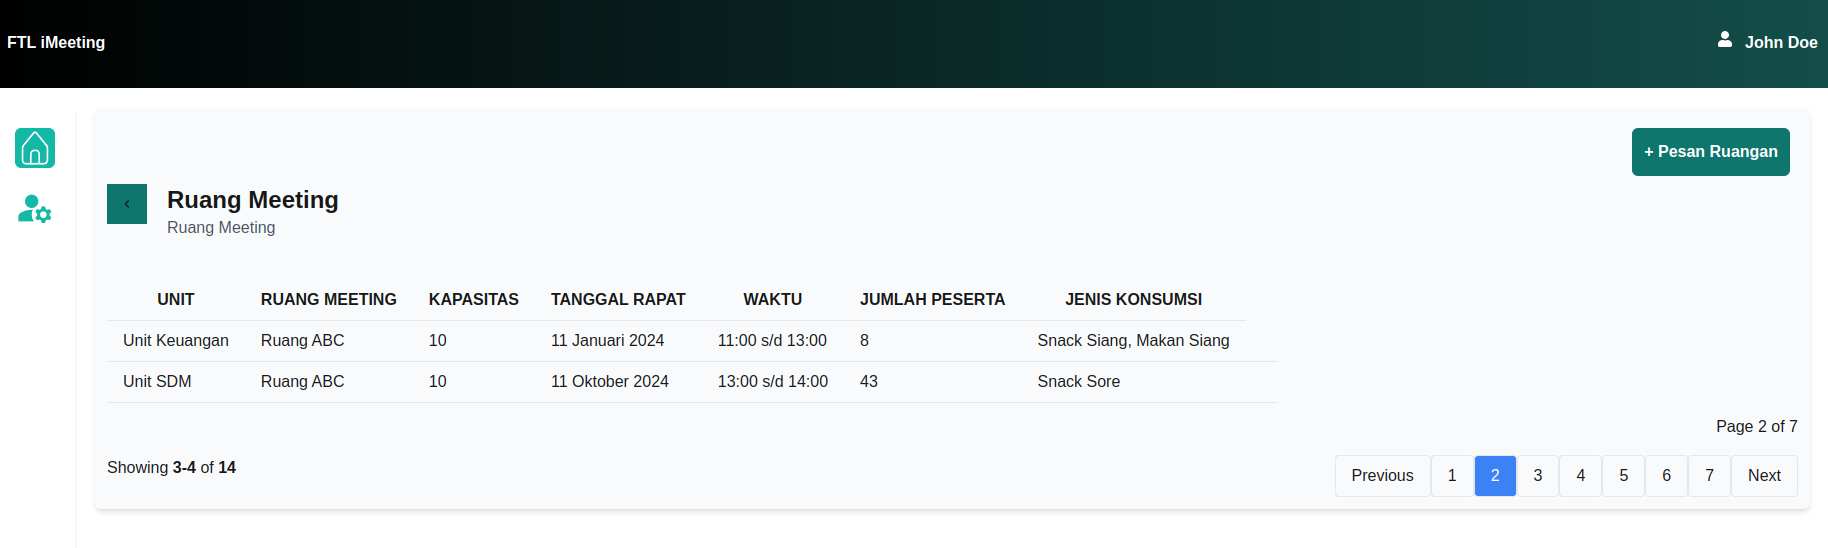 FTL iMeeting
John Doe
+ Pesan Ruangan
Ruang Meeting
Ruang Meeting
UNIT RUANG MEETING KAPASITAS TANGGAL RAPAT WAKTU JUMLAH PESERTA JENIS KONSUMSI
Unit Keuangan Ruang ABC 10 11 Januari 2024 11:00 s/d 13:00 8 Snack Siang, Makan Siang
Unit SDM Ruang ABC 10 11 Oktober 2024 13:00 s/d 14:00 43 Snack Sore
Page 2 of 7
Showing 3-4 of 14
Previous 1 2 3 4 5 6 7 Next